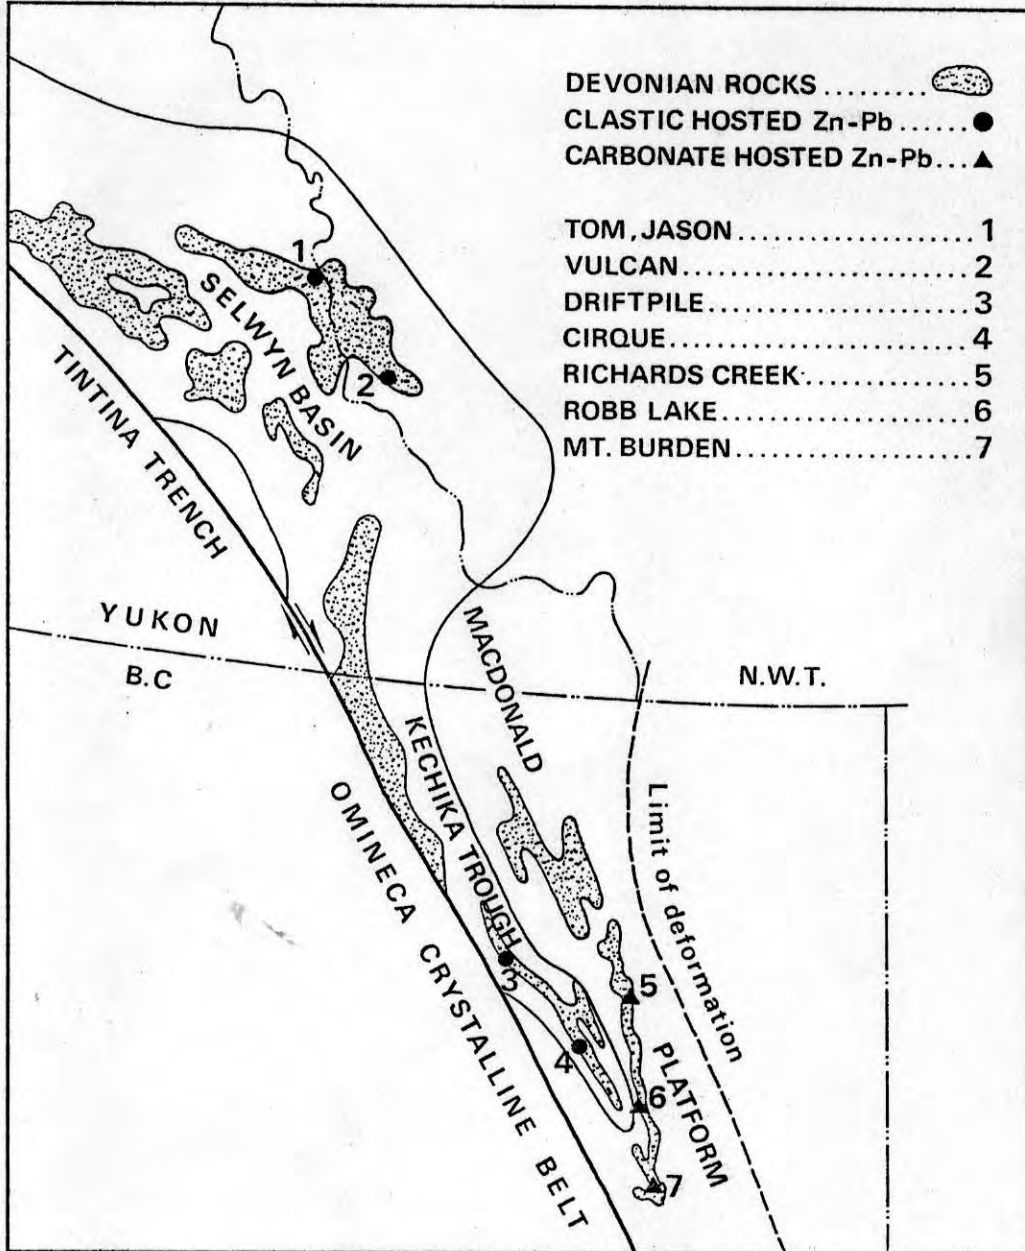 DEVONIAN ROCKS.........
CLASTIC HOSTED Zn-Pb......●
CARBONATE HOSTED Zn-Pb...▲
TOM, JASON....................1
VULCAN.........................2
DRIFTPILE......................3
CIRQUE.........................4
RICHARDS CREEK.............5
ROBB LAKE....................6
MT. BURDEN...................7
1
2
SELWYN BASIN
TINTINA TRENCH
YUKON
B.C
N.W.T.
MACDONALD
PLATFORM
KECHIKA TROUGH
OMINECA CRYSTALLINE BELT
Limit of deformation
3
4
5
6
7